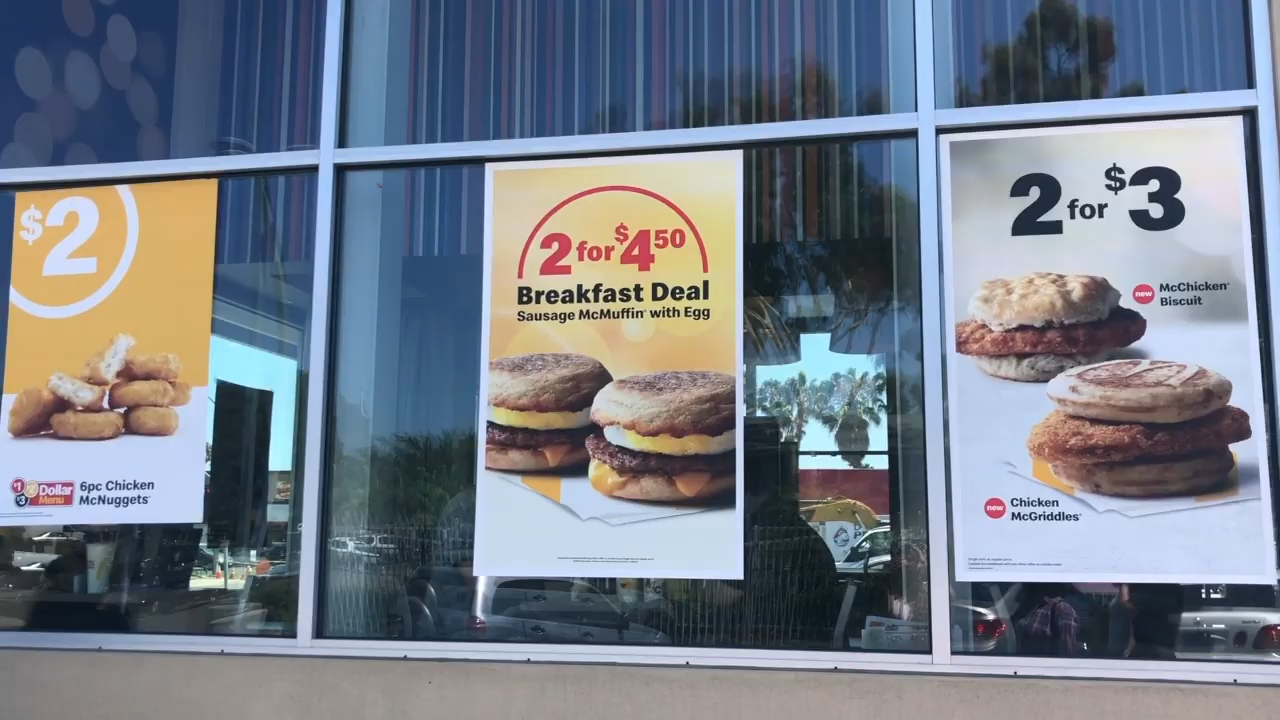 $2
$1 $2 $3 Dollar
Menu
6pc Chicken
McNuggets
2 for $4 50
Breakfast Deal
Sausage McMuffin with Egg
2 for $3
new McChicken
Biscuit
new Chicken
McGriddles